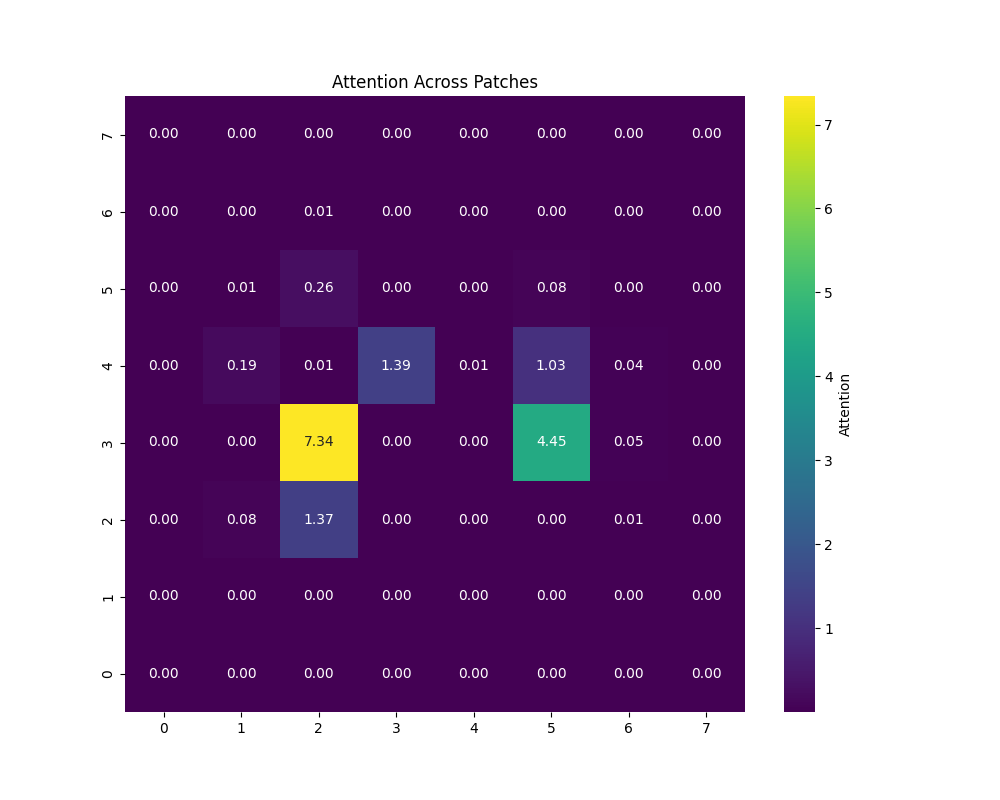 Attention Across Patches
7 0.00 0.00 0.00 0.00 0.00 0.00 0.00 0.00
6 0.00 0.00 0.01 0.00 0.00 0.00 0.00 0.00
5 0.00 0.01 0.26 0.00 0.00 0.08 0.00 0.00
4 0.00 0.19 0.01 1.39 0.01 1.03 0.04 0.00
3 0.00 0.00 7.34 0.00 0.00 4.45 0.05 0.00
2 0.00 0.08 1.37 0.00 0.00 0.00 0.01 0.00
1 0.00 0.00 0.00 0.00 0.00 0.00 0.00 0.00
0 0.00 0.00 0.00 0.00 0.00 0.00 0.00 0.00
0 1 2 3 4 5 6 7
7
6
5
4
3
2
1
Attention